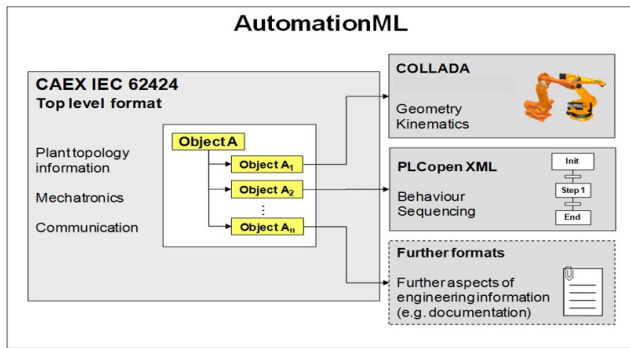 AutomationML
CAEX IEC 62424
Top level format
Plant topology
information
Mechatronics
Communication
Object A
Object A₁
Object A₂
⋮
Object Aₙ
COLLADA
Geometry
Kinematics
PLCopen XML
Behaviour
Sequencing
Init
Step 1
End
Further formats
Further aspects of
engineering information
(e.g. documentation)